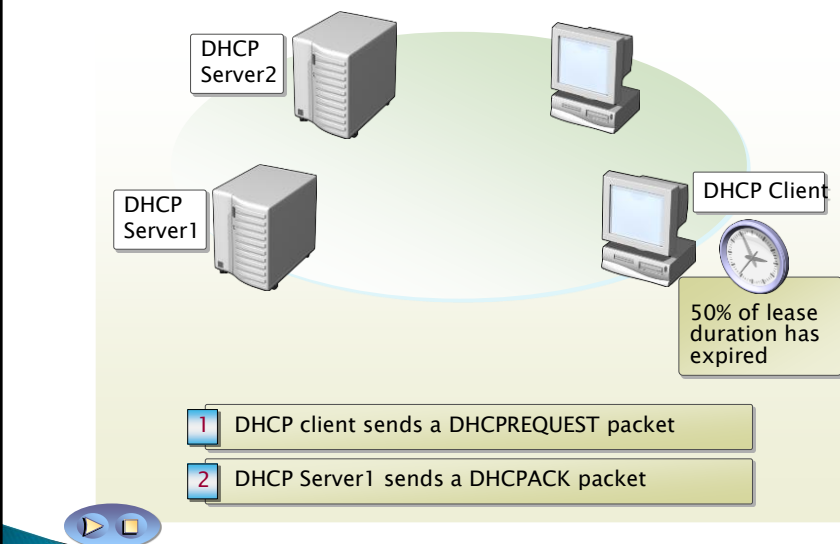 DHCP
Server2
DHCP
Server1
DHCP Client
50% of lease
duration has
expired
1 DHCP client sends a DHCPREQUEST packet
2 DHCP Server1 sends a DHCPACK packet